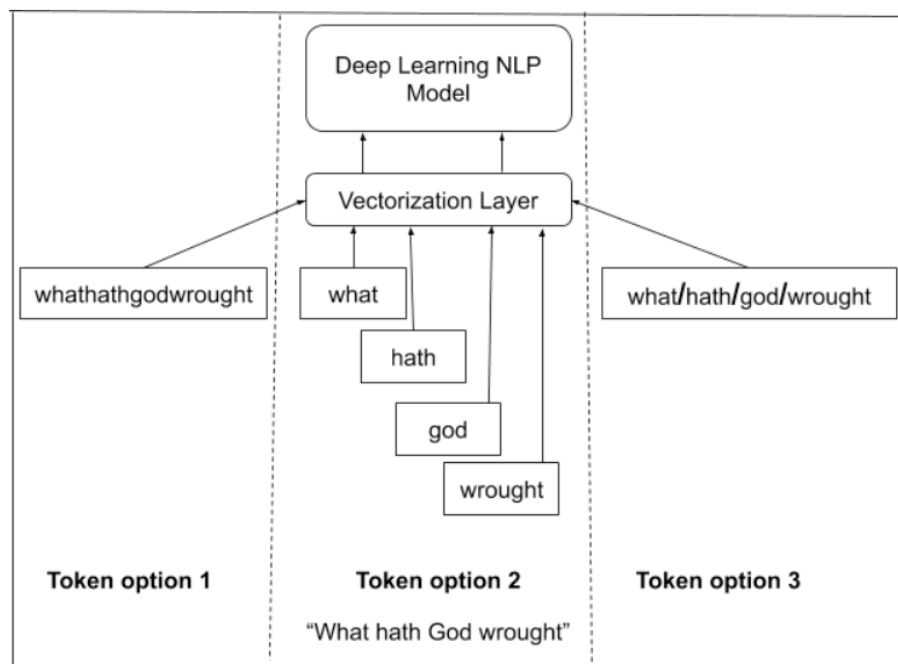 Deep Learning NLP
Model
Vectorization Layer
whathathgodwrought
what
what/hath/god/wrought
hath
god
wrought
Token option 1
Token option 2
Token option 3
“What hath God wrought”